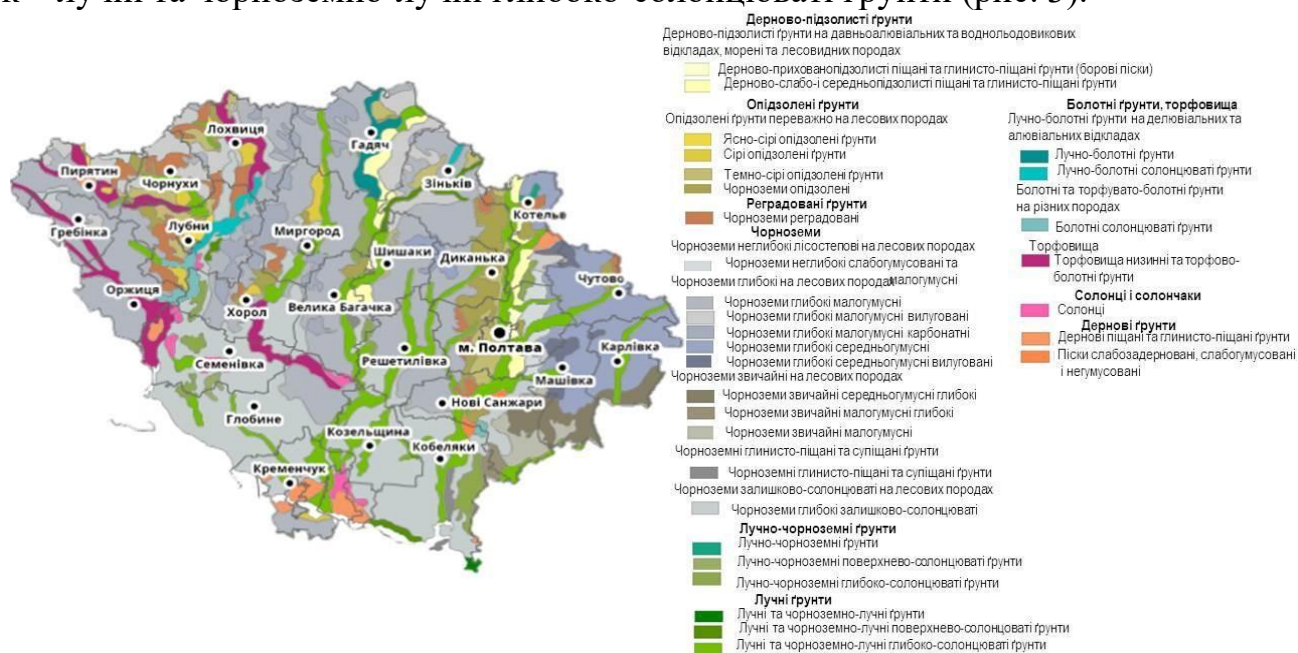 лучні та чорноземно-лучні глибоко-солонцюваті ґрунти (рис. 3).
Лохвиця
Гадяч
Пирятин
Чорнухи
Зіньків
Котельв
Гребінка
Лубни
Миргород
Шишаки
Диканька
Чутово
Оржиця
Хорол
Велика Багачка
м. Полтава
Карлівка
Семенівка
Решетилівка
Машівка
Нові Санжари
Глобине
Козельщина
Кобеляки
Кременчук
Дерново-підзолисті ґрунти
Дерново-підзолисті ґрунти на давньоалювіальних та воднольодовикових
відкладах, морені та лесовидних породах
Дерново-прихованопідзолисті піщані та глинисто-піщані ґрунти (борові піски)
Дерново-слабо-і середньопідзолисті піщані та глинисто-піщані ґрунти
Опідзолені ґрунти
Опідзолені ґрунти переважно на лесових породах
Ясно-сірі опідзолені ґрунти
Сірі опідзолені ґрунти
Темно-сірі опідзолені ґрунти
Чорноземи опідзолені
Реградовані ґрунти
Чорноземи реградовані
Чорноземи
Чорноземи неглибокі лісостепові на лесових породах
Чорноземи неглибокі слабогумусовані та
малогумусні
Чорноземи глибокі на лесових породах
Чорноземи глибокі малогумусні
Чорноземи глибокі малогумусні вилуговані
Чорноземи глибокі малогумусні карбонатні
Чорноземи глибокі середньогумусні
Чорноземи глибокі середньогумусні вилуговані
Чорноземи звичайні на лесових породах
Чорноземи звичайні середньогумусні глибокі
Чорноземи звичайні малогумусні глибокі
Чорноземи звичайні малогумусні
Чорноземні глинисто-піщані та супіщані ґрунти
Чорноземні глинисто-піщані та супіщані ґрунти
Чорноземи залишково-солонцюваті на лесових породах
Чорноземи глибокі залишково-солонцюваті
Лучно-чорноземні ґрунти
Лучно-чорноземні ґрунти
Лучно-чорноземні поверхнево-солонцюваті ґрунти
Лучно-чорноземні глибоко-солонцюваті ґрунти
Лучні ґрунти
Лучні та чорноземно-лучні ґрунти
Лучні та чорноземно-лучні поверхнево-солонцоваті ґрунти
Лучні та чорноземно-лучні глибоко-солонцюваті ґрунти
Болотні ґрунти, торфовища
Лучно-болотні ґрунти на делювіальних та
алювіальних відкладах
Лучно-болотні ґрунти
Лучно-болотні солонцюваті ґрунти
Болотні та торфувато-болотні ґрунти
на різних породах
Болотні солонцюваті ґрунти
Торфовища
Торфовища низинні та торфово-
болотні ґрунти
Солонці і солончаки
Солонці
Дернові ґрунти
Дернові піщані та глинисто-піщані ґрунти
Піски слабозадерновані, слабогумусовані
і негумусовані